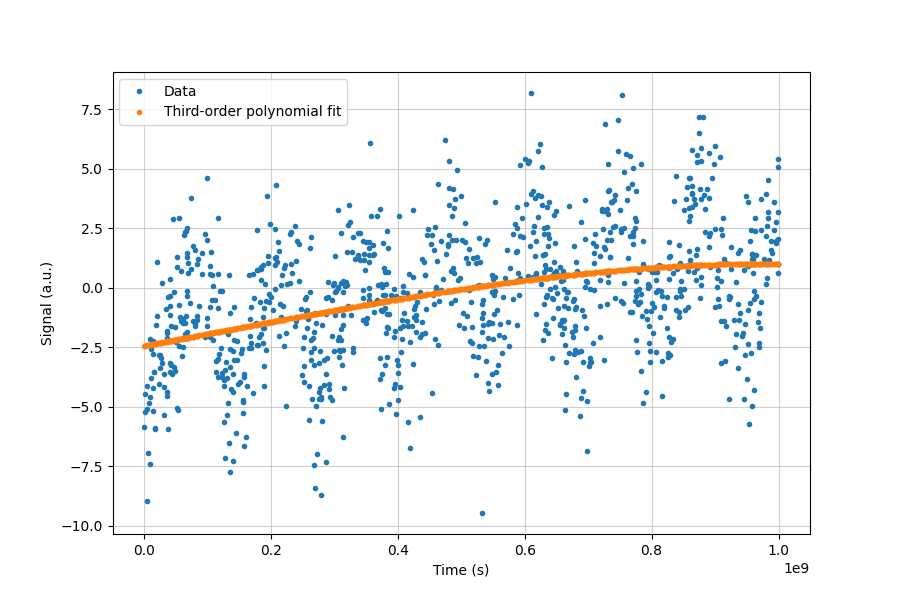 Data
Third-order polynomial fit
Signal (a.u.)
7.5
5.0
2.5
0.0
−2.5
−5.0
−7.5
−10.0
0.0 0.2 0.4 0.6 0.8 1.0
1e9
Time (s)